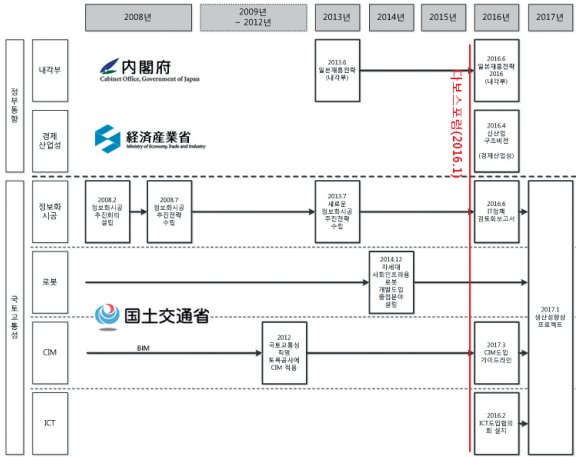 2008년
2009년
~ 2012년
2013년
2014년
2015년
2016년
2017년
정부동향
내각부
内閣府
Cabinet Office, Government of Japan
2013.6
일본재흥전략
(내각부)
2016.6
일본재흥전략
2016
(내각부)
경제
산업성
経済産業省
Ministry of Economy, Trade and Industry
2016.4
신산업
구조비전
(경제산업성)
다보스포럼(2016.1)
국토교통성
정보화
시공
2008.2
정보화시공
추진회의
설립
2008.7
정보화시공
추진전략
수립
2013.7
새로운
정보화시공
추진전략
수립
2016.6
IT정책
검토회보고서
로봇
2014.12
차세대
사회인프라용
로봇
개발도입
중점분야
설립
国土交通省
2017.1
생산성향상
프로젝트
CIM
BIM
2012
국토교통성
직영
토목공사에
CIM 적용
2017.3
CIM도입
가이드라인
ICT
2016.2
ICT도입협의
회 설치